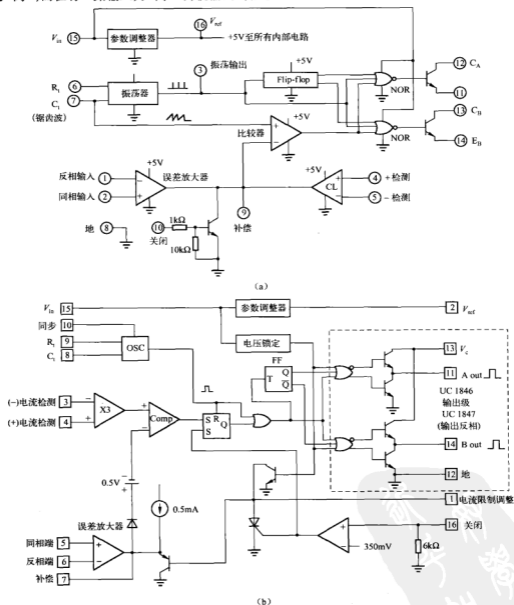 V_in 15 参数调整器 16 V_ref
+5V至所有内部电路
R_t 6 振荡器 3 振荡输出
C_t 7
(锯齿波)
+5V
Flip-flop
NOR
12 C_A
11
+5V
比较器
NOR
13 C_B
14 E_B
反相输入 1 +5V 误差放大器
同相输入 2
+5V
CL
4 +检测
5 −检测
9
补偿
地 8
10 1kΩ
关闭
10kΩ
(a)
V_in 15 参数调整器 2 V_ref
同步 10
R_t 9
C_t 8
OSC
电压锁定
FF
T Q
Q̅
13 V_c
11 A out
UC 1846
输出级
UC 1847
(输出反相)
14 B out
12 地
(−)电流检测 3
(+)电流检测 4
X3
Comp
S R Q
S
0.5V
0.5mA
误差放大器
同相端 5
反相端 6
补偿 7
1 电流限制调整
16 关闭
350mV
6kΩ
(b)